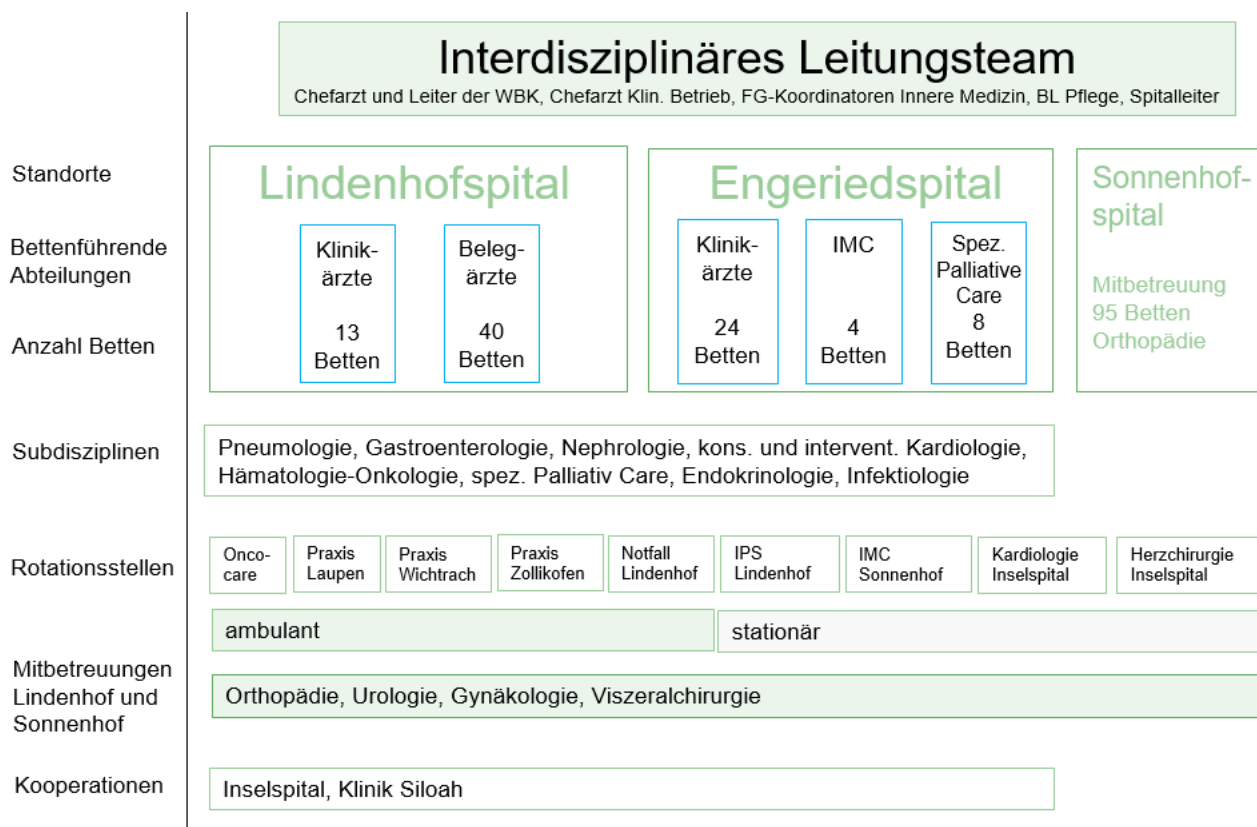 Interdisziplinäres Leitungsteam
Chefarzt und Leiter der WBK, Chefarzt Klin. Betrieb, FG-Koordinatoren Innere Medizin, BL Pflege, Spitalleiter
Standorte
Lindenhofspital
Engeriedspital
Sonnenhof-
spital
Bettenführende
Abteilungen
Klinik-
ärzte
Beleg-
ärzte
Klinik-
ärzte
IMC
Spez.
Palliative
Care
Mitbetreuung
95 Betten
Orthopädie
Anzahl Betten
13
Betten
40
Betten
24
Betten
4
Betten
8
Betten
Subdisziplinen
Pneumologie, Gastroenterologie, Nephrologie, kons. und intervent. Kardiologie,
Hämatologie-Onkologie, spez. Palliativ Care, Endokrinologie, Infektiologie
Rotationsstellen
Onco-
care
Praxis
Laupen
Praxis
Wichtrach
Praxis
Zollikofen
Notfall
Lindenhof
IPS
Lindenhof
IMC
Sonnenhof
Kardiologie
Inselspital
Herzchirurgie
Inselspital
ambulant
stationär
Mitbetreuungen
Lindenhof und
Sonnenhof
Orthopädie, Urologie, Gynäkologie, Viszeralchirurgie
Kooperationen
Inselspital, Klinik Siloah